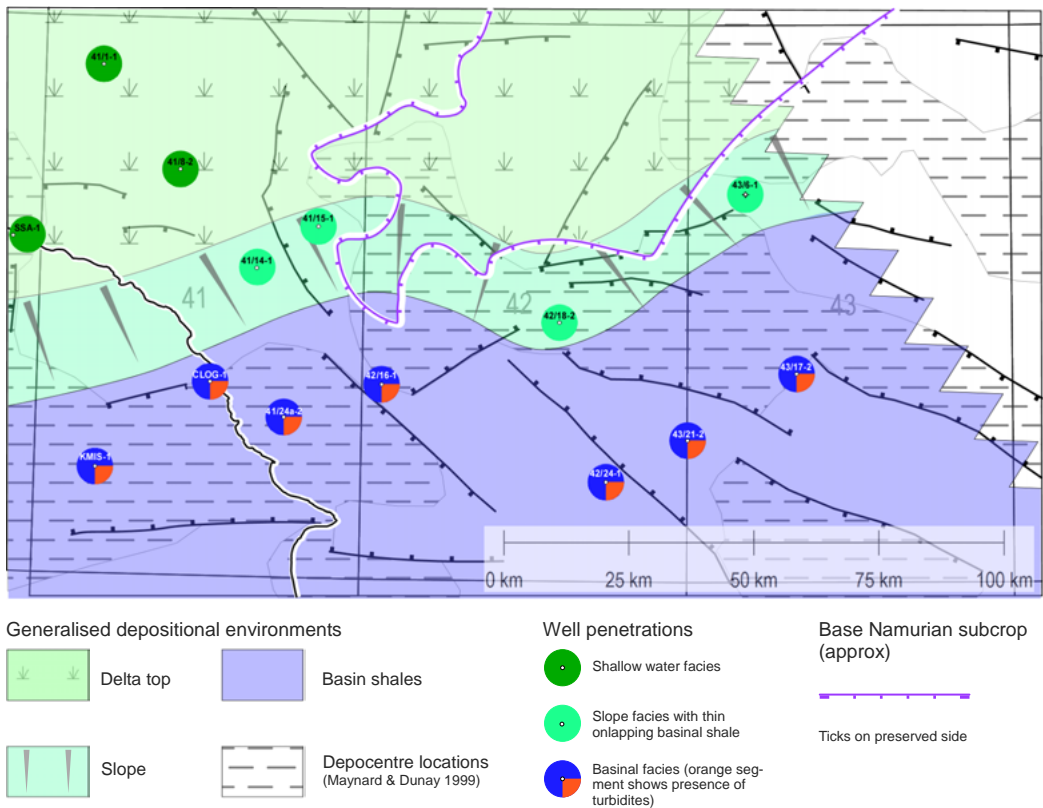 41/1-1
41/8-2
SSA-1
41/15-1
41/14-1
43/6-1
41
42
43
42/18-2
CLOG-1
42/16-1
43/17-2
41/24a-2
43/21-2
KMIS-1
42/24-1
0 km 25 km 50 km 75 km 100 km
Generalised depositional environments
Delta top
Basin shales
Slope
Depocentre locations
(Maynard & Dunay 1999)
Well penetrations
Shallow water facies
Slope facies with thin
onlapping basinal shale
Basinal facies (orange seg-
ment shows presence of
turbidites)
Base Namurian subcrop
(approx)
Ticks on preserved side